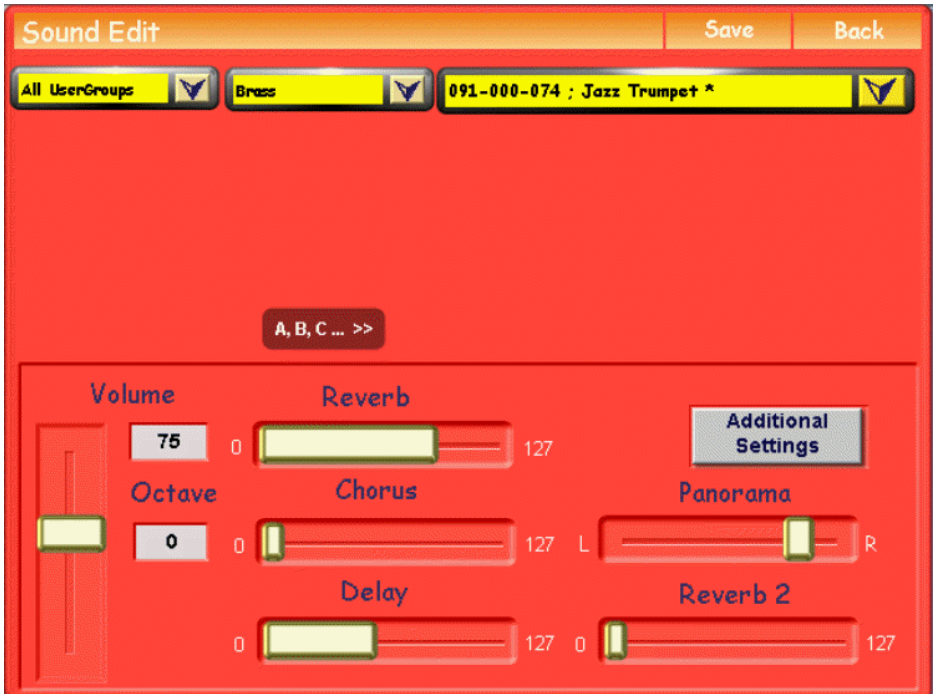 Sound Edit Save Back
All UserGroups Brass 091-000-074 ; Jazz Trumpet *
A, B, C ... >>
Volume Reverb
75 0 127 Additional
Settings
Octave Chorus Panorama
0 0 127 L R
Delay Reverb 2
0 127 0 127